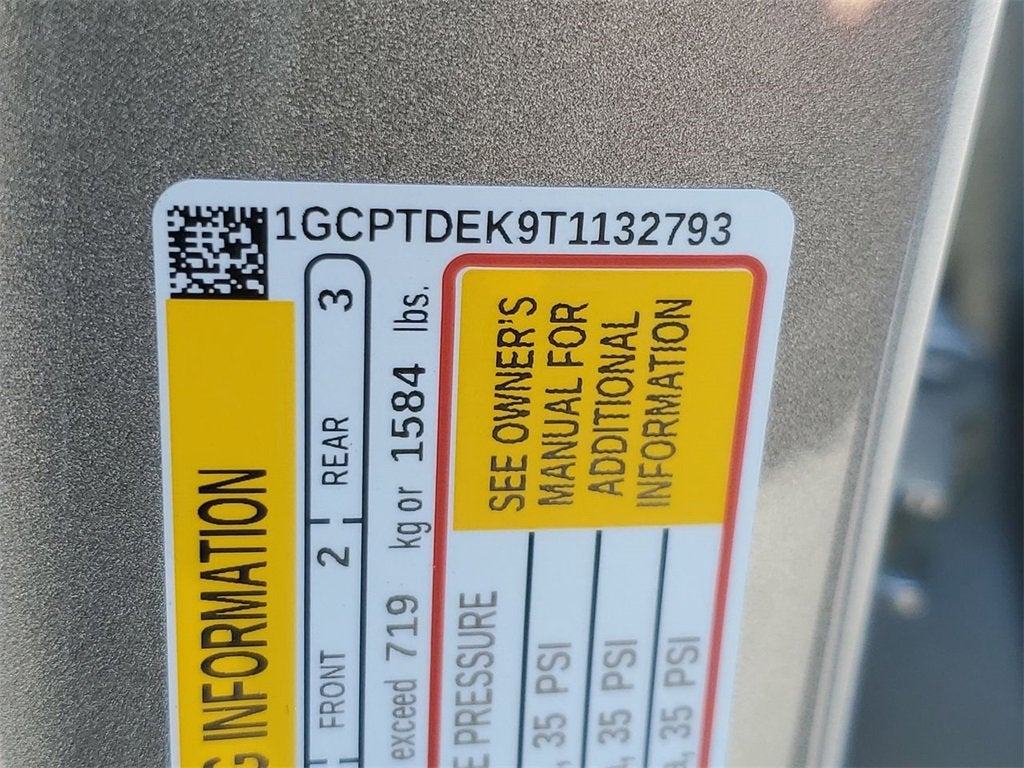 1GCPTDEK9T1132793
G INFORMATION
FRONT 2 REAR 3
exceed 719 kg or 1584 lbs.
E PRESSURE
SEE OWNER'S
MANUAL FOR
ADDITIONAL
INFORMATION
, 35 PSI
, 35 PSI
a, 35 PSI